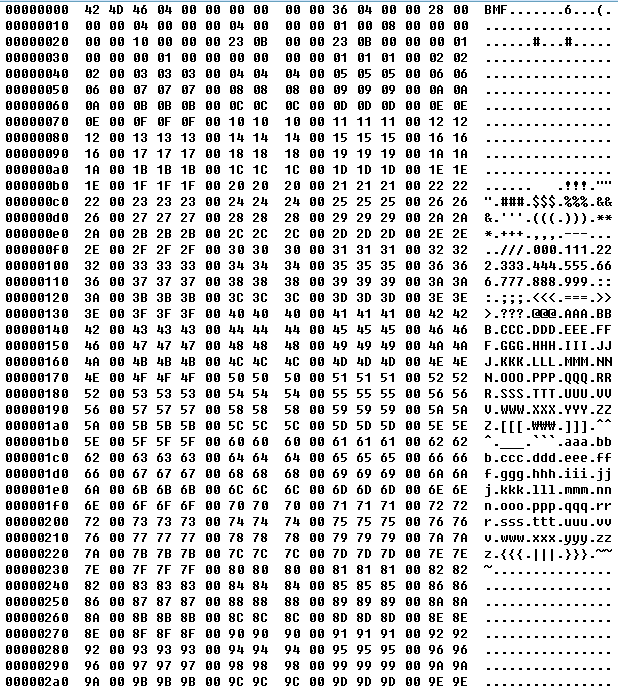 00000000 42 4D 46 04 00 00 00 00 00 00 36 04 00 00 28 00 BMF.......6...(.
00000010 00 00 04 00 00 00 04 00 00 00 01 00 08 00 00 00 ................
00000020 00 00 10 00 00 00 23 0B 00 00 23 0B 00 00 00 01 ......#...#.....
00000030 00 00 00 01 00 00 00 00 00 00 01 01 01 00 02 02 ................
00000040 02 00 03 03 03 00 04 04 04 00 05 05 05 00 06 06 ................
00000050 06 00 07 07 07 00 08 08 08 00 09 09 09 00 0A 0A ................
00000060 0A 00 0B 0B 0B 00 0C 0C 0C 00 0D 0D 0D 00 0E 0E ................
00000070 0E 00 0F 0F 0F 00 10 10 10 00 11 11 11 00 12 12 ................
00000080 12 00 13 13 13 00 14 14 14 00 15 15 15 00 16 16 ................
00000090 16 00 17 17 17 00 18 18 18 00 19 19 19 00 1A 1A ................
000000a0 1A 00 1B 1B 1B 00 1C 1C 1C 00 1D 1D 1D 00 1E 1E ................
000000b0 1E 00 1F 1F 1F 00 20 20 20 00 21 21 21 00 22 22 ......   .!!!.""
000000c0 22 00 23 23 23 00 24 24 24 00 25 25 25 00 26 26 ".###.$$$.%%%.&&
000000d0 26 00 27 27 27 00 28 28 28 00 29 29 29 00 2A 2A &.'''.(((.))).**
000000e0 2A 00 2B 2B 2B 00 2C 2C 2C 00 2D 2D 2D 00 2E 2E *.+++.,,,.---...
000000f0 2E 00 2F 2F 2F 00 30 30 30 00 31 31 31 00 32 32 ..///.000.111.22
00000100 32 00 33 33 33 00 34 34 34 00 35 35 35 00 36 36 2.333.444.555.66
00000110 36 00 37 37 37 00 38 38 38 00 39 39 39 00 3A 3A 6.777.888.999.::
00000120 3A 00 3B 3B 3B 00 3C 3C 3C 00 3D 3D 3D 00 3E 3E :.;;;.<<<.===.>>
00000130 3E 00 3F 3F 3F 00 40 40 40 00 41 41 41 00 42 42 >.???.@@@.AAA.BB
00000140 42 00 43 43 43 00 44 44 44 00 45 45 45 00 46 46 B.CCC.DDD.EEE.FF
00000150 46 00 47 47 47 00 48 48 48 00 49 49 49 00 4A 4A F.GGG.HHH.III.JJ
00000160 4A 00 4B 4B 4B 00 4C 4C 4C 00 4D 4D 4D 00 4E 4E J.KKK.LLL.MMM.NN
00000170 4E 00 4F 4F 4F 00 50 50 50 00 51 51 51 00 52 52 N.OOO.PPP.QQQ.RR
00000180 52 00 53 53 53 00 54 54 54 00 55 55 55 00 56 56 R.SSS.TTT.UUU.VV
00000190 56 00 57 57 57 00 58 58 58 00 59 59 59 00 5A 5A V.WWW.XXX.YYY.ZZ
000001a0 5A 00 5B 5B 5B 00 5C 5C 5C 00 5D 5D 5D 00 5E 5E Z.[[[.₩₩₩.]]].^^
000001b0 5E 00 5F 5F 5F 00 60 60 60 00 61 61 61 00 62 62 ^.___.```.aaa.bb
000001c0 62 00 63 63 63 00 64 64 64 00 65 65 65 00 66 66 b.ccc.ddd.eee.ff
000001d0 66 00 67 67 67 00 68 68 68 00 69 69 69 00 6A 6A f.ggg.hhh.iii.jj
000001e0 6A 00 6B 6B 6B 00 6C 6C 6C 00 6D 6D 6D 00 6E 6E j.kkk.lll.mmm.nn
000001f0 6E 00 6F 6F 6F 00 70 70 70 00 71 71 71 00 72 72 n.ooo.ppp.qqq.rr
00000200 72 00 73 73 73 00 74 74 74 00 75 75 75 00 76 76 r.sss.ttt.uuu.vv
00000210 76 00 77 77 77 00 78 78 78 00 79 79 79 00 7A 7A v.www.xxx.yyy.zz
00000220 7A 00 7B 7B 7B 00 7C 7C 7C 00 7D 7D 7D 00 7E 7E z.{{{.|||.}}}.~~
00000230 7E 00 7F 7F 7F 00 80 80 80 00 81 81 81 00 82 82 ~...............
00000240 82 00 83 83 83 00 84 84 84 00 85 85 85 00 86 86 ................
00000250 86 00 87 87 87 00 88 88 88 00 89 89 89 00 8A 8A ................
00000260 8A 00 8B 8B 8B 00 8C 8C 8C 00 8D 8D 8D 00 8E 8E ................
00000270 8E 00 8F 8F 8F 00 90 90 90 00 91 91 91 00 92 92 ................
00000280 92 00 93 93 93 00 94 94 94 00 95 95 95 00 96 96 ................
00000290 96 00 97 97 97 00 98 98 98 00 99 99 99 00 9A 9A ................
000002a0 9A 00 9B 9B 9B 00 9C 9C 9C 00 9D 9D 9D 00 9E 9E ................